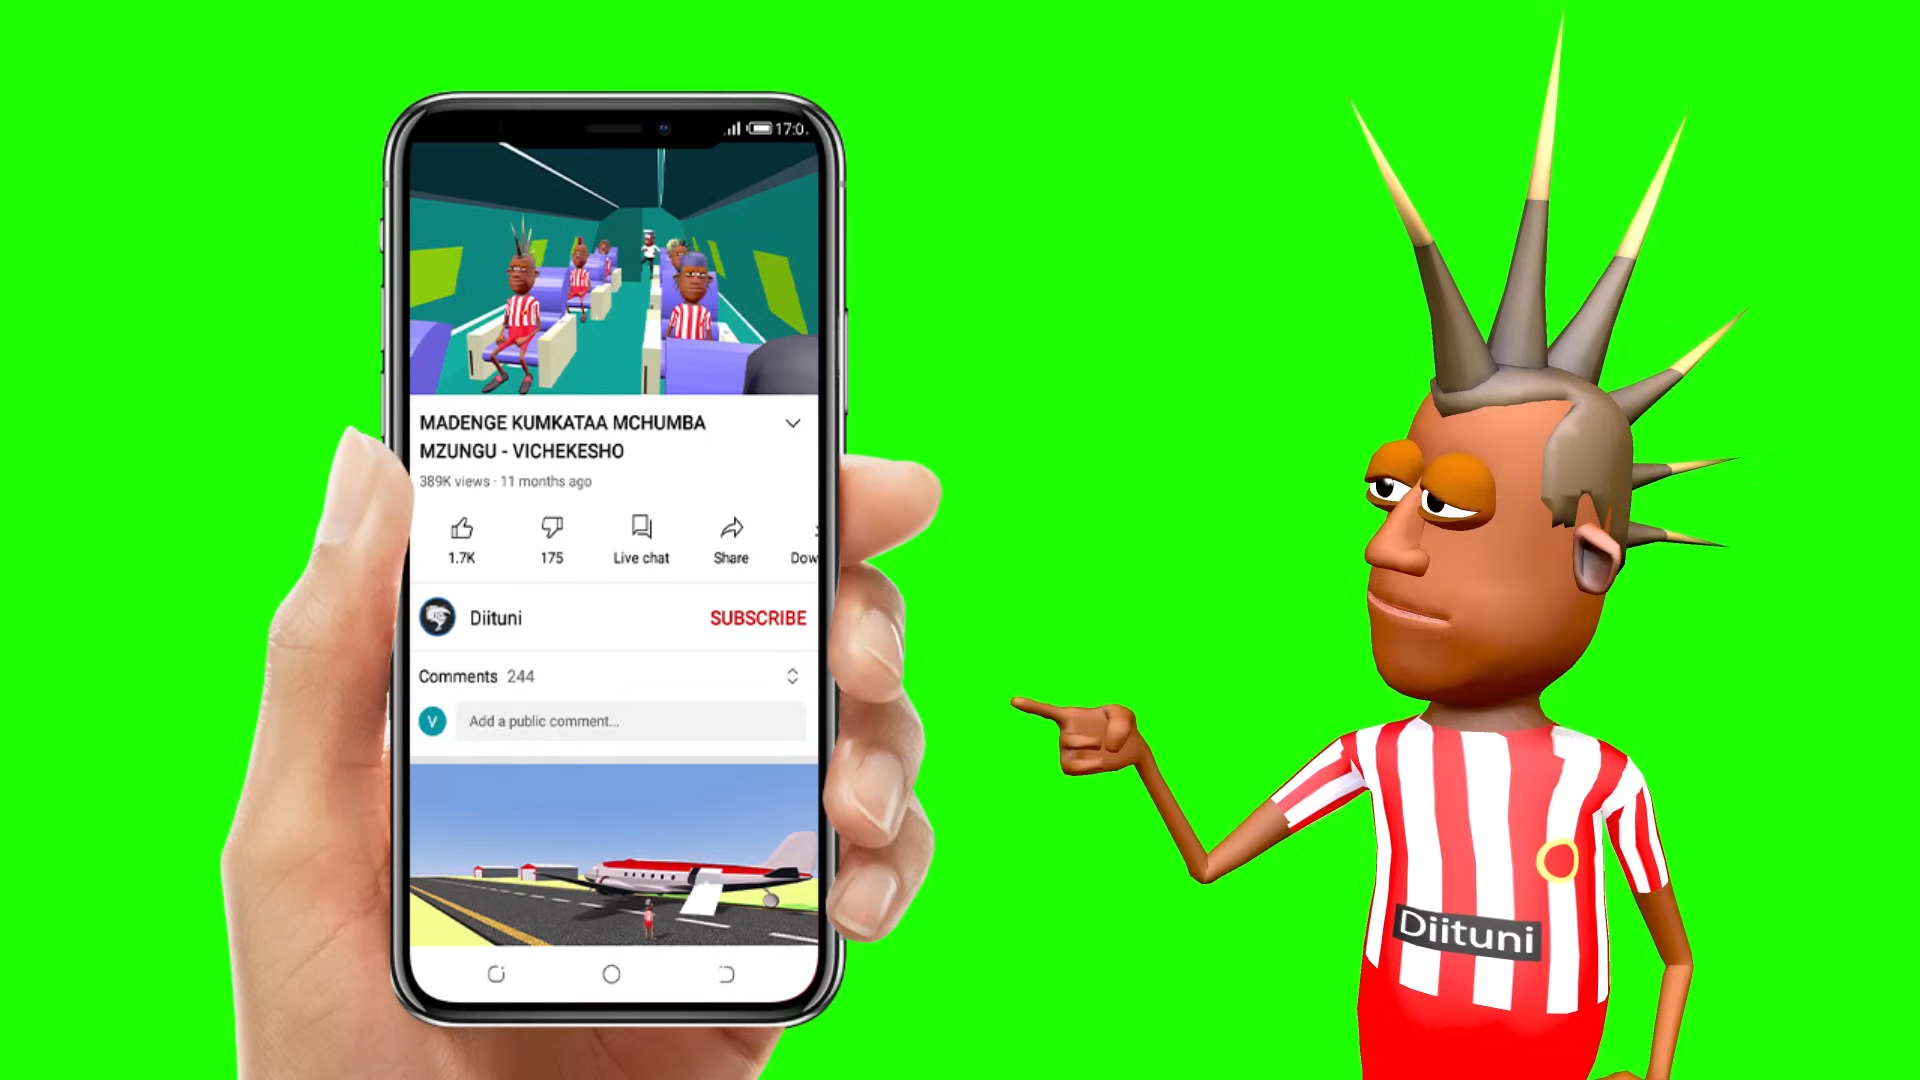 17:0
MADENGE KUMKATAA MCHUMBA
MZUNGU - VICHEKESHO
389K views · 11 months ago
1.7K
175
Live chat
Share
Dow
Diituni
SUBSCRIBE
Comments 244
V
Add a public comment...
Diituni